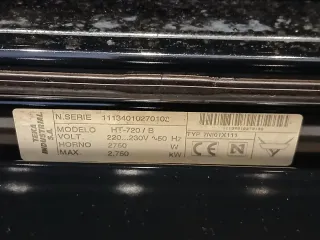 TEKA
INDUSTRIAL
S.A.
N.SERIE 11134010270102
MODELO HT-720 / B
VOLT. 220...230V ~50 Hz
HORNO 2750 W
MAX. 2,750 kW
TYPE
CE N